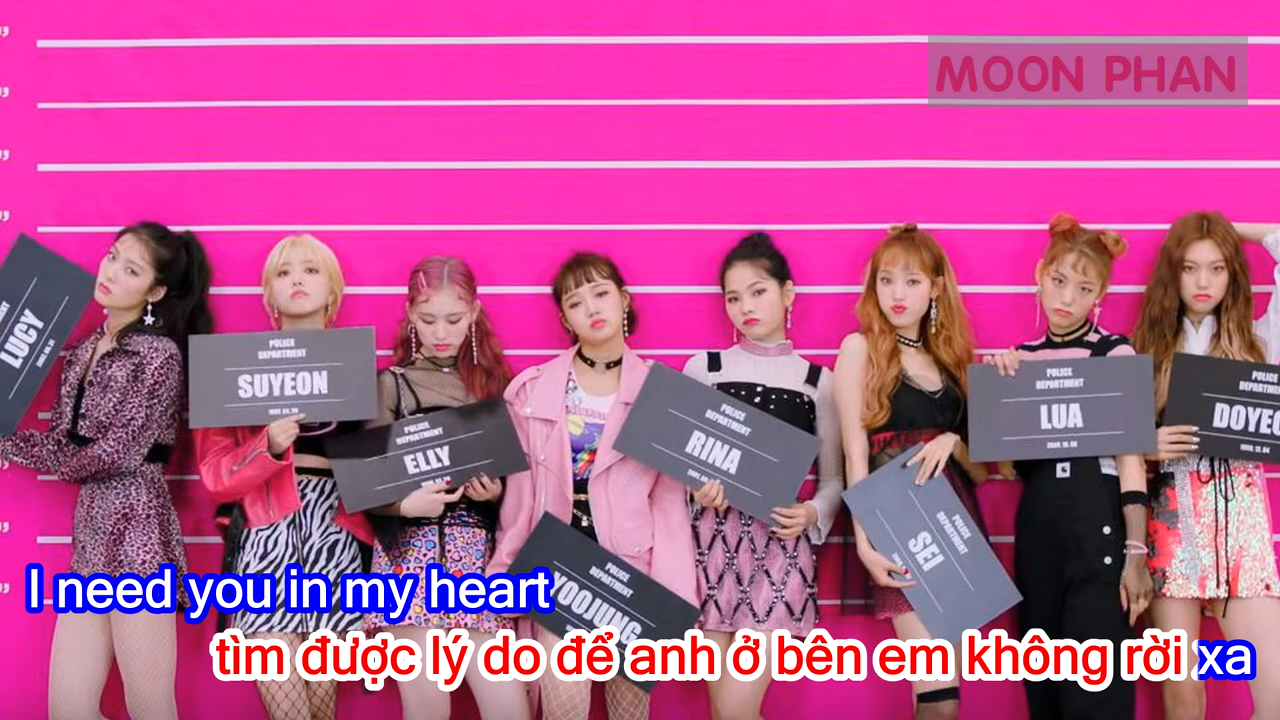 MOON PHAN
LUCY
POLICE
DEPARTMENT
SUYEON
POLICE
DEPARTMENT
ELLY
POLICE
DEPARTMENT
YOOJUNG
POLICE
DEPARTMENT
RINA
POLICE
DEPARTMENT
SEI
POLICE
DEPARTMENT
LUA
POLICE
I need you in my heart
tìm được lý do để anh ở bên em không rời xa